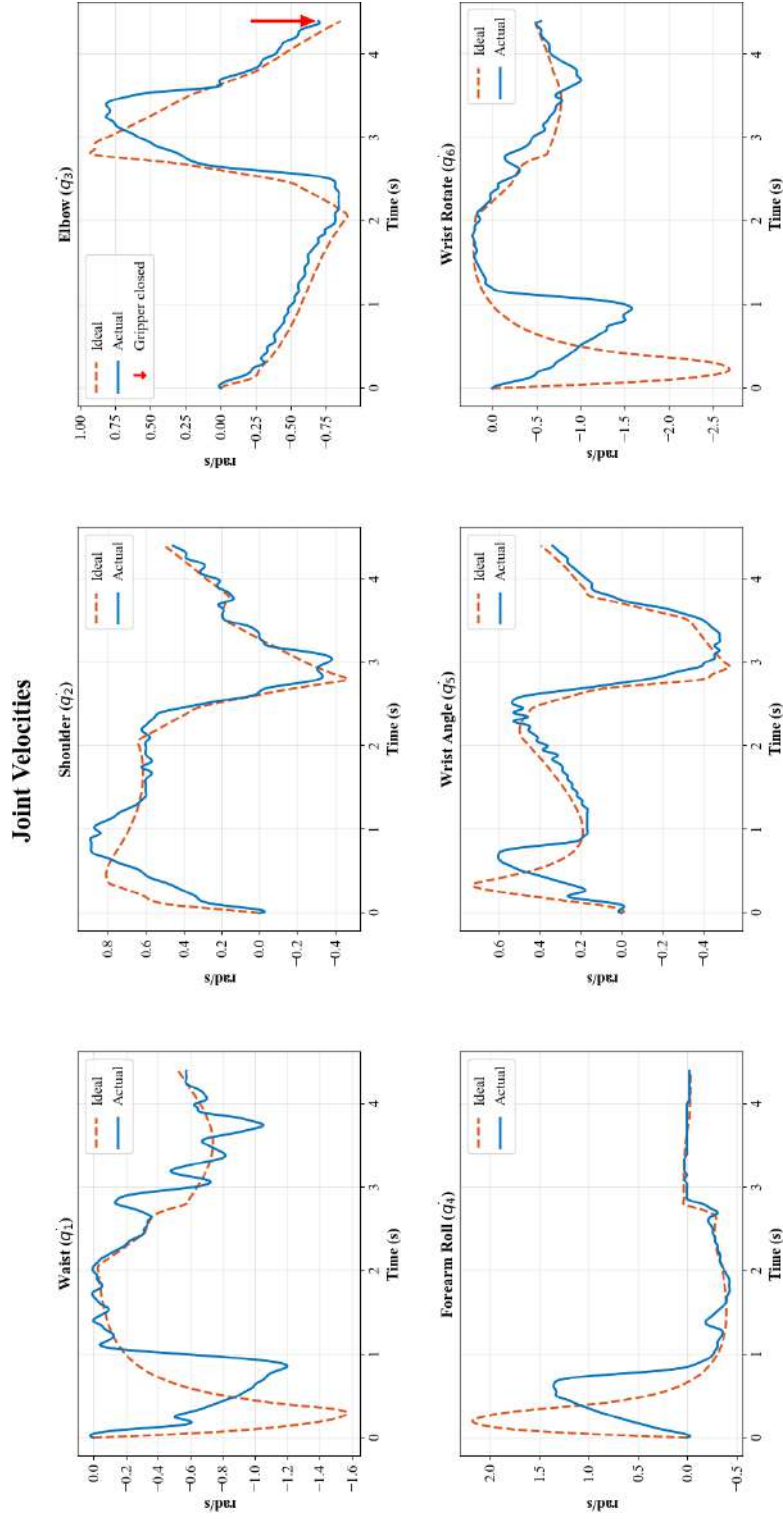 Joint Velocities
Waist (q̇1)
Ideal
Actual
rad/s
0.0
−0.2
−0.4
−0.6
−0.8
−1.0
−1.2
−1.4
−1.6
0 1 2 3 4
Time (s)
Shoulder (q̇2)
Ideal
Actual
rad/s
0.8
0.6
0.4
0.2
0.0
−0.2
−0.4
0 1 2 3 4
Time (s)
Elbow (q̇3)
Ideal
Actual
Gripper closed
rad/s
1.00
0.75
0.50
0.25
0.00
−0.25
−0.50
−0.75
0 1 2 3 4
Time (s)
Forearm Roll (q̇4)
Ideal
Actual
rad/s
2.0
1.5
1.0
0.5
0.0
−0.5
0 1 2 3 4
Time (s)
Wrist Angle (q̇5)
Ideal
Actual
rad/s
0.6
0.4
0.2
0.0
−0.2
−0.4
0 1 2 3 4
Time (s)
Wrist Rotate (q̇6)
Ideal
Actual
rad/s
0.0
−0.5
−1.0
−1.5
−2.0
−2.5
0 1 2 3 4
Time (s)